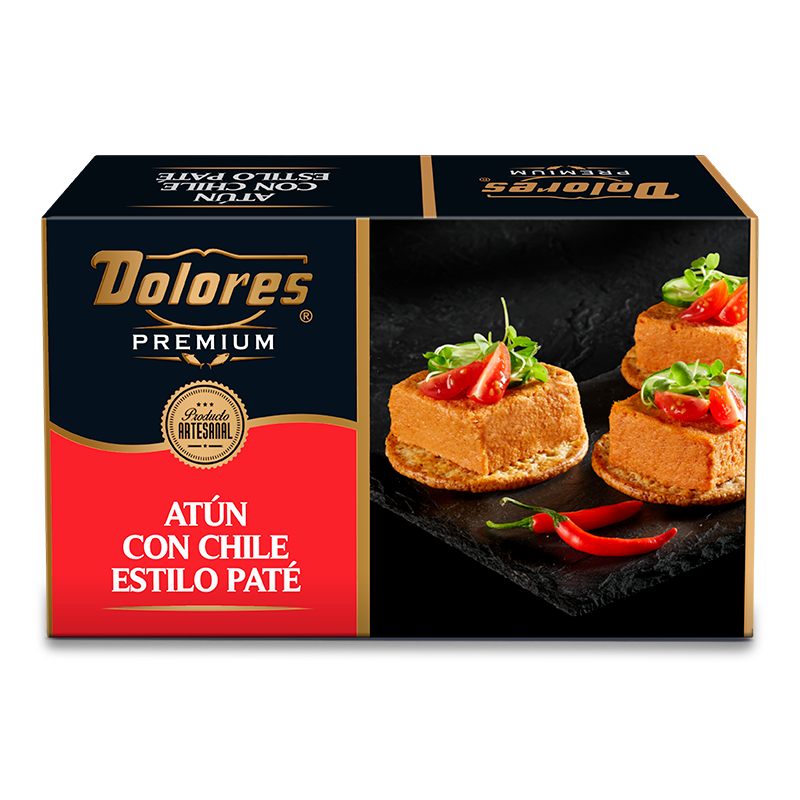 ATÚN
CON CHILE
ESTILO PATÉ
Dolores®
PREMIUM
Dolores®
PREMIUM
Producto
ARTESANAL
ATÚN
CON CHILE
ESTILO PATÉ